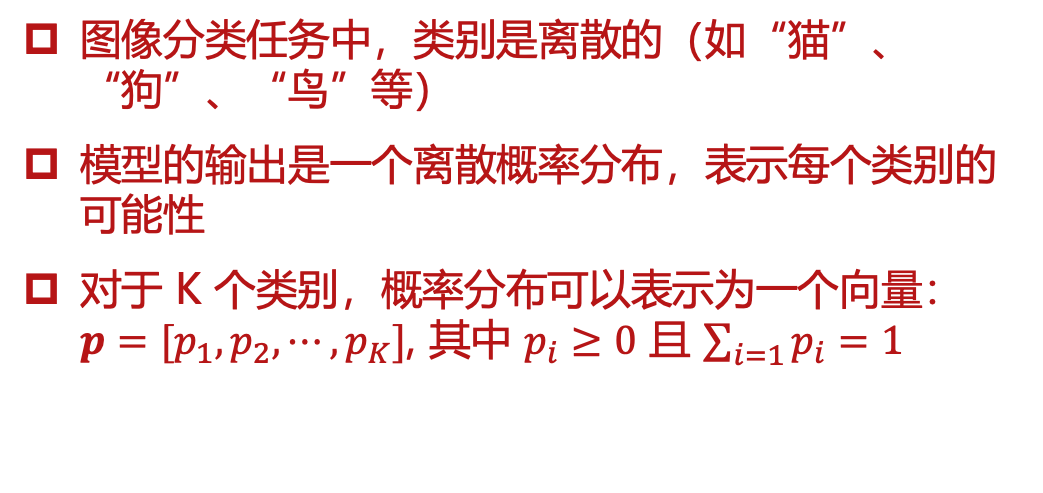 图像分类任务中，类别是离散的（如“猫”、
“狗”、“鸟”等）
模型的输出是一个离散概率分布，表示每个类别的
可能性
对于 K 个类别，概率分布可以表示为一个向量：
p = [p₁, p₂, ⋯ , p_K], 其中 pᵢ ≥ 0 且 ∑ᵢ₌₁ pᵢ = 1